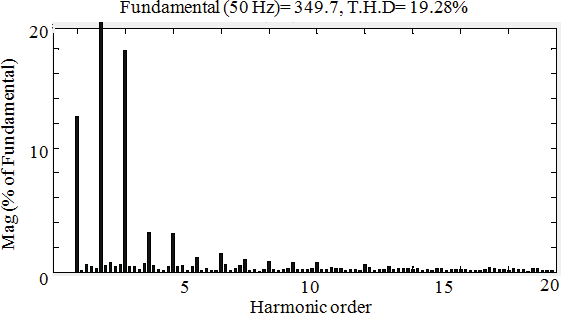 Fundamental (50 Hz)= 349.7, T.H.D= 19.28%
20
10
0
Mag (% of Fundamental)
5
10
15
20
Harmonic order